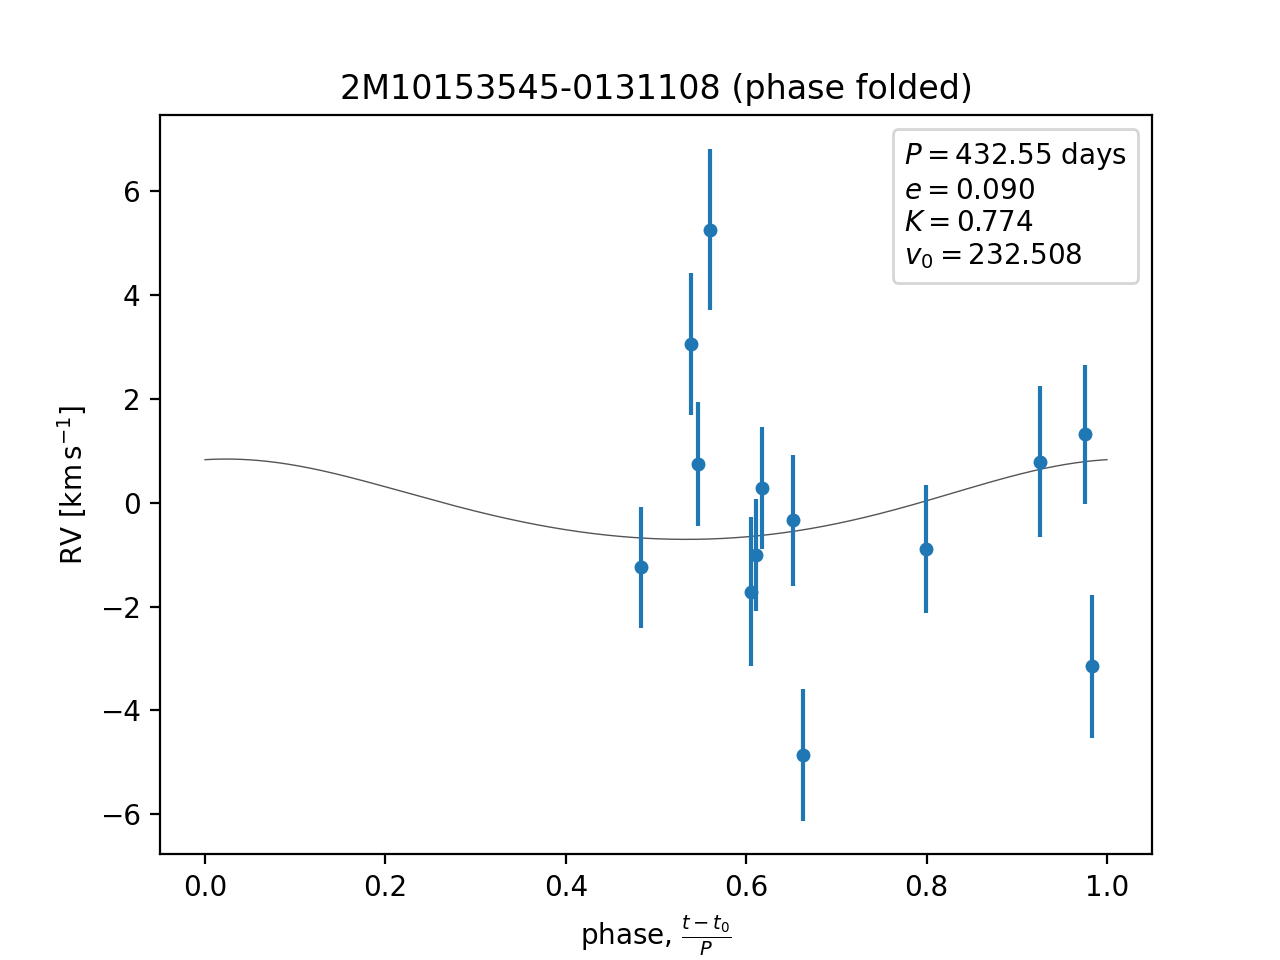 2M10153545-0131108 (phase folded)
P = 432.55 days
e = 0.090
K = 0.774
v₀ = 232.508
RV [km s⁻¹]
6
4
2
0
−2
−4
−6
0.0 0.2 0.4 0.6 0.8 1.0
phase, (t − t₀)/P